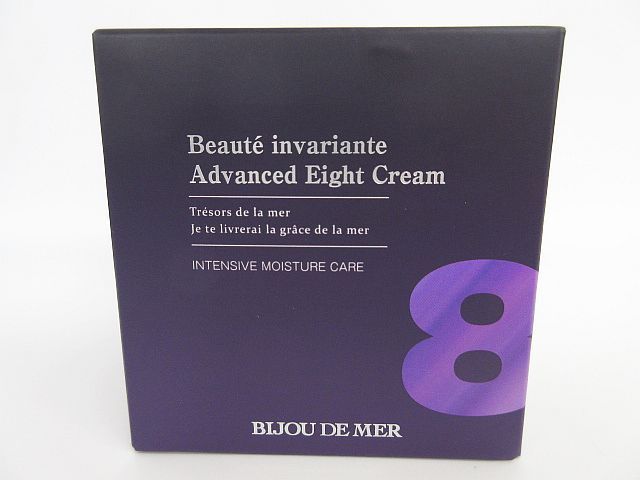 Beauté invariante
Advanced Eight Cream
Trésors de la mer
Je te livrerai la grâce de la mer
INTENSIVE MOISTURE CARE
8
BIJOU DE MER